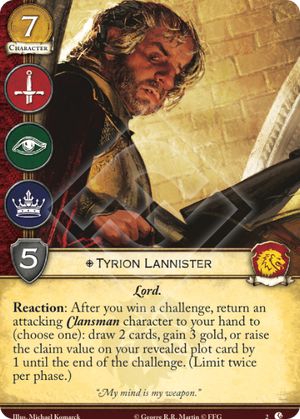 7
CHARACTER
5
Tyrion Lannister
Lord.
Reaction: After you win a challenge, return an
attacking Clansman character to your hand to
(choose one): draw 2 cards, gain 3 gold, or raise
the claim value on your revealed plot card by
1 until the end of the challenge. (Limit twice
per phase.)
"My mind is my weapon."
Illus. Michael Komarck
© George R.R. Martin © FFG
2